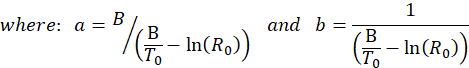 where: a = B/(B/T₀ − ln(R₀)) and b = 1/(B/T₀ − ln(R₀))